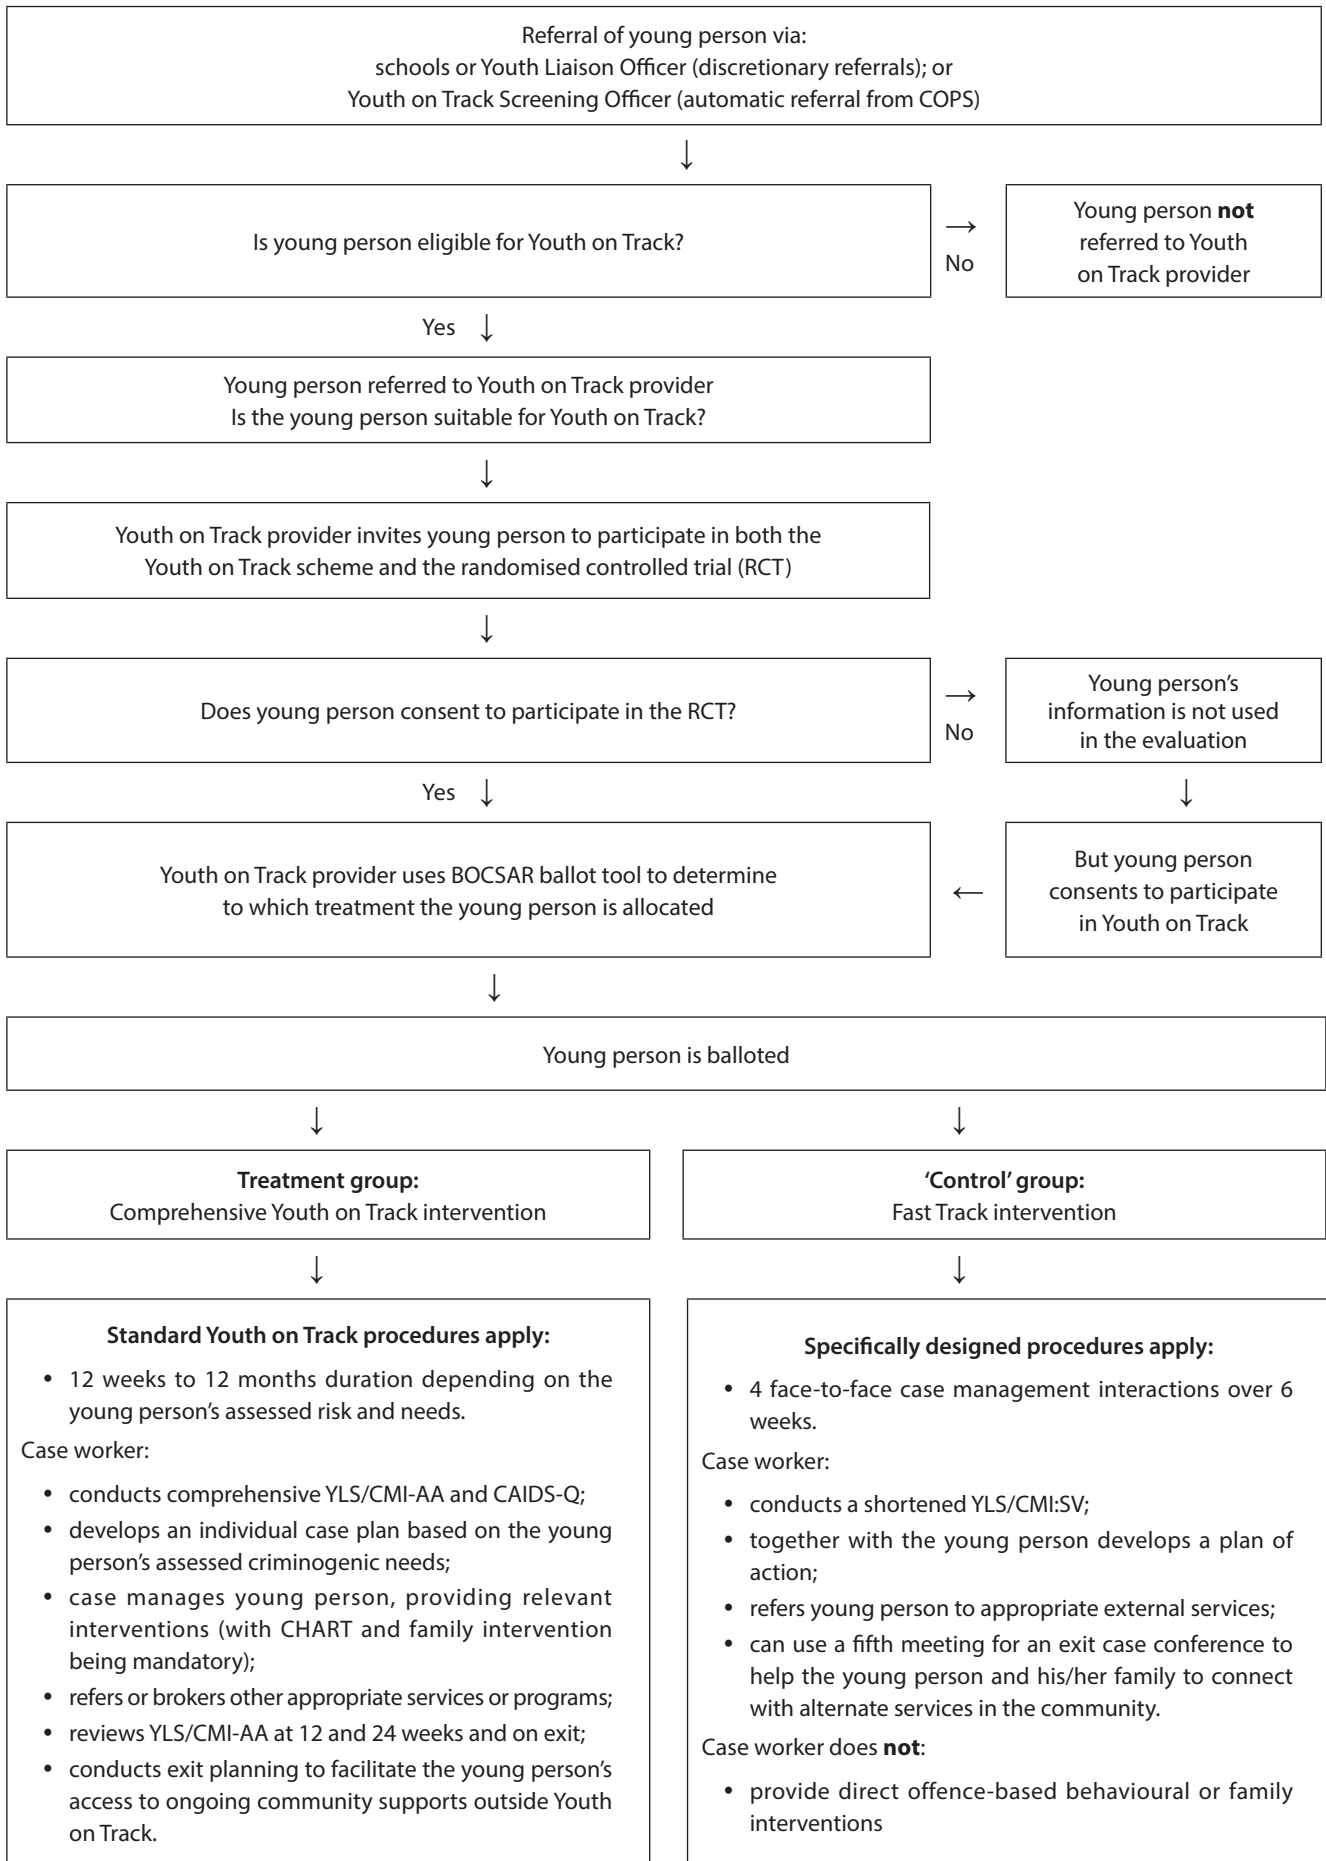 Referral of young person via:
schools or Youth Liaison Officer (discretionary referrals); or
Youth on Track Screening Officer (automatic referral from COPS)
↓
Is young person eligible for Youth on Track?
→
No
Young person not
referred to Youth
on Track provider
Yes ↓
Young person referred to Youth on Track provider
Is the young person suitable for Youth on Track?
↓
Youth on Track provider invites young person to participate in both the
Youth on Track scheme and the randomised controlled trial (RCT)
↓
Does young person consent to participate in the RCT?
→
No
Young person's
information is not used
in the evaluation
Yes ↓
↓
Youth on Track provider uses BOCSAR ballot tool to determine
to which treatment the young person is allocated
←
But young person
consents to participate
in Youth on Track
↓
Young person is balloted
↓
↓
Treatment group:
Comprehensive Youth on Track intervention
'Control' group:
Fast Track intervention
↓
↓
Standard Youth on Track procedures apply:
• 12 weeks to 12 months duration depending on the
young person's assessed risk and needs.
Case worker:
• conducts comprehensive YLS/CMI-AA and CAIDS-Q;
• develops an individual case plan based on the young
person's assessed criminogenic needs;
• case manages young person, providing relevant
interventions (with CHART and family intervention
being mandatory);
• refers or brokers other appropriate services or programs;
• reviews YLS/CMI-AA at 12 and 24 weeks and on exit;
• conducts exit planning to facilitate the young person's
access to ongoing community supports outside Youth
on Track.
Specifically designed procedures apply:
• 4 face-to-face case management interactions over 6
weeks.
Case worker:
• conducts a shortened YLS/CMI:SV;
• together with the young person develops a plan of
action;
• refers young person to appropriate external services;
• can use a fifth meeting for an exit case conference to
help the young person and his/her family to connect
with alternate services in the community.
Case worker does not:
• provide direct offence-based behavioural or family
interventions